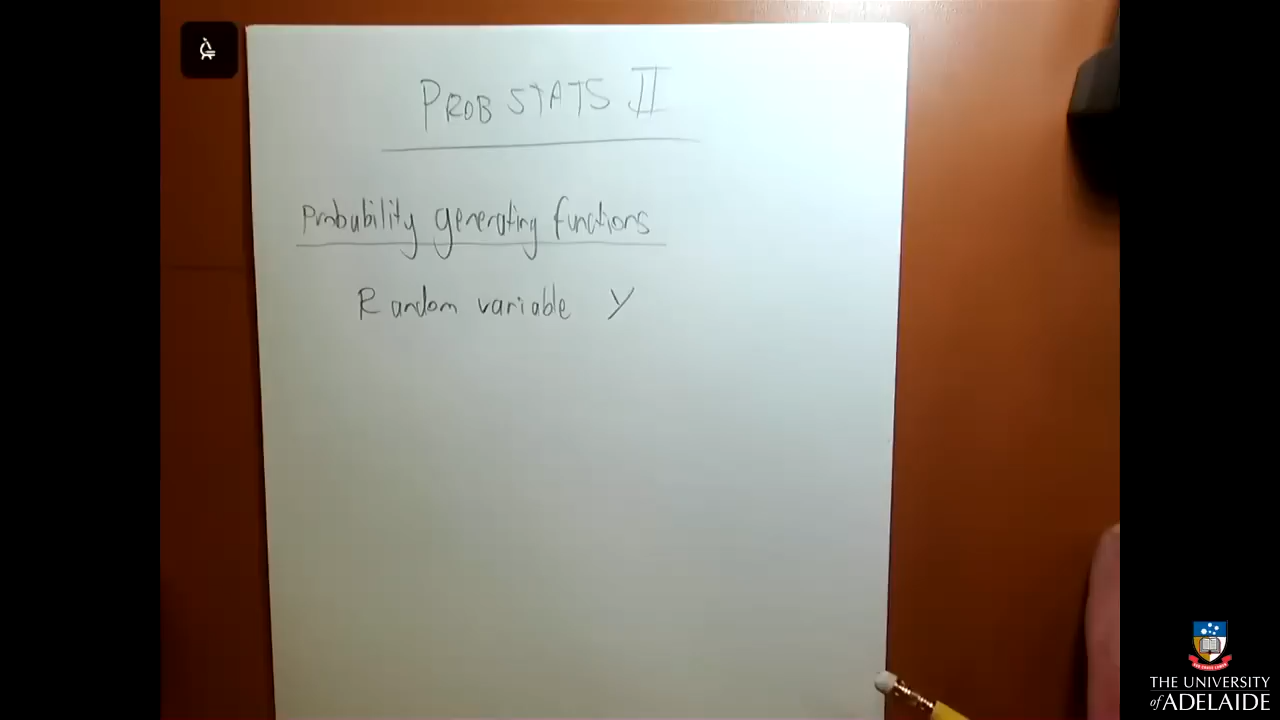 PROB STATS II
Probability generating functions
Random variable Y
THE UNIVERSITY
of ADELAIDE